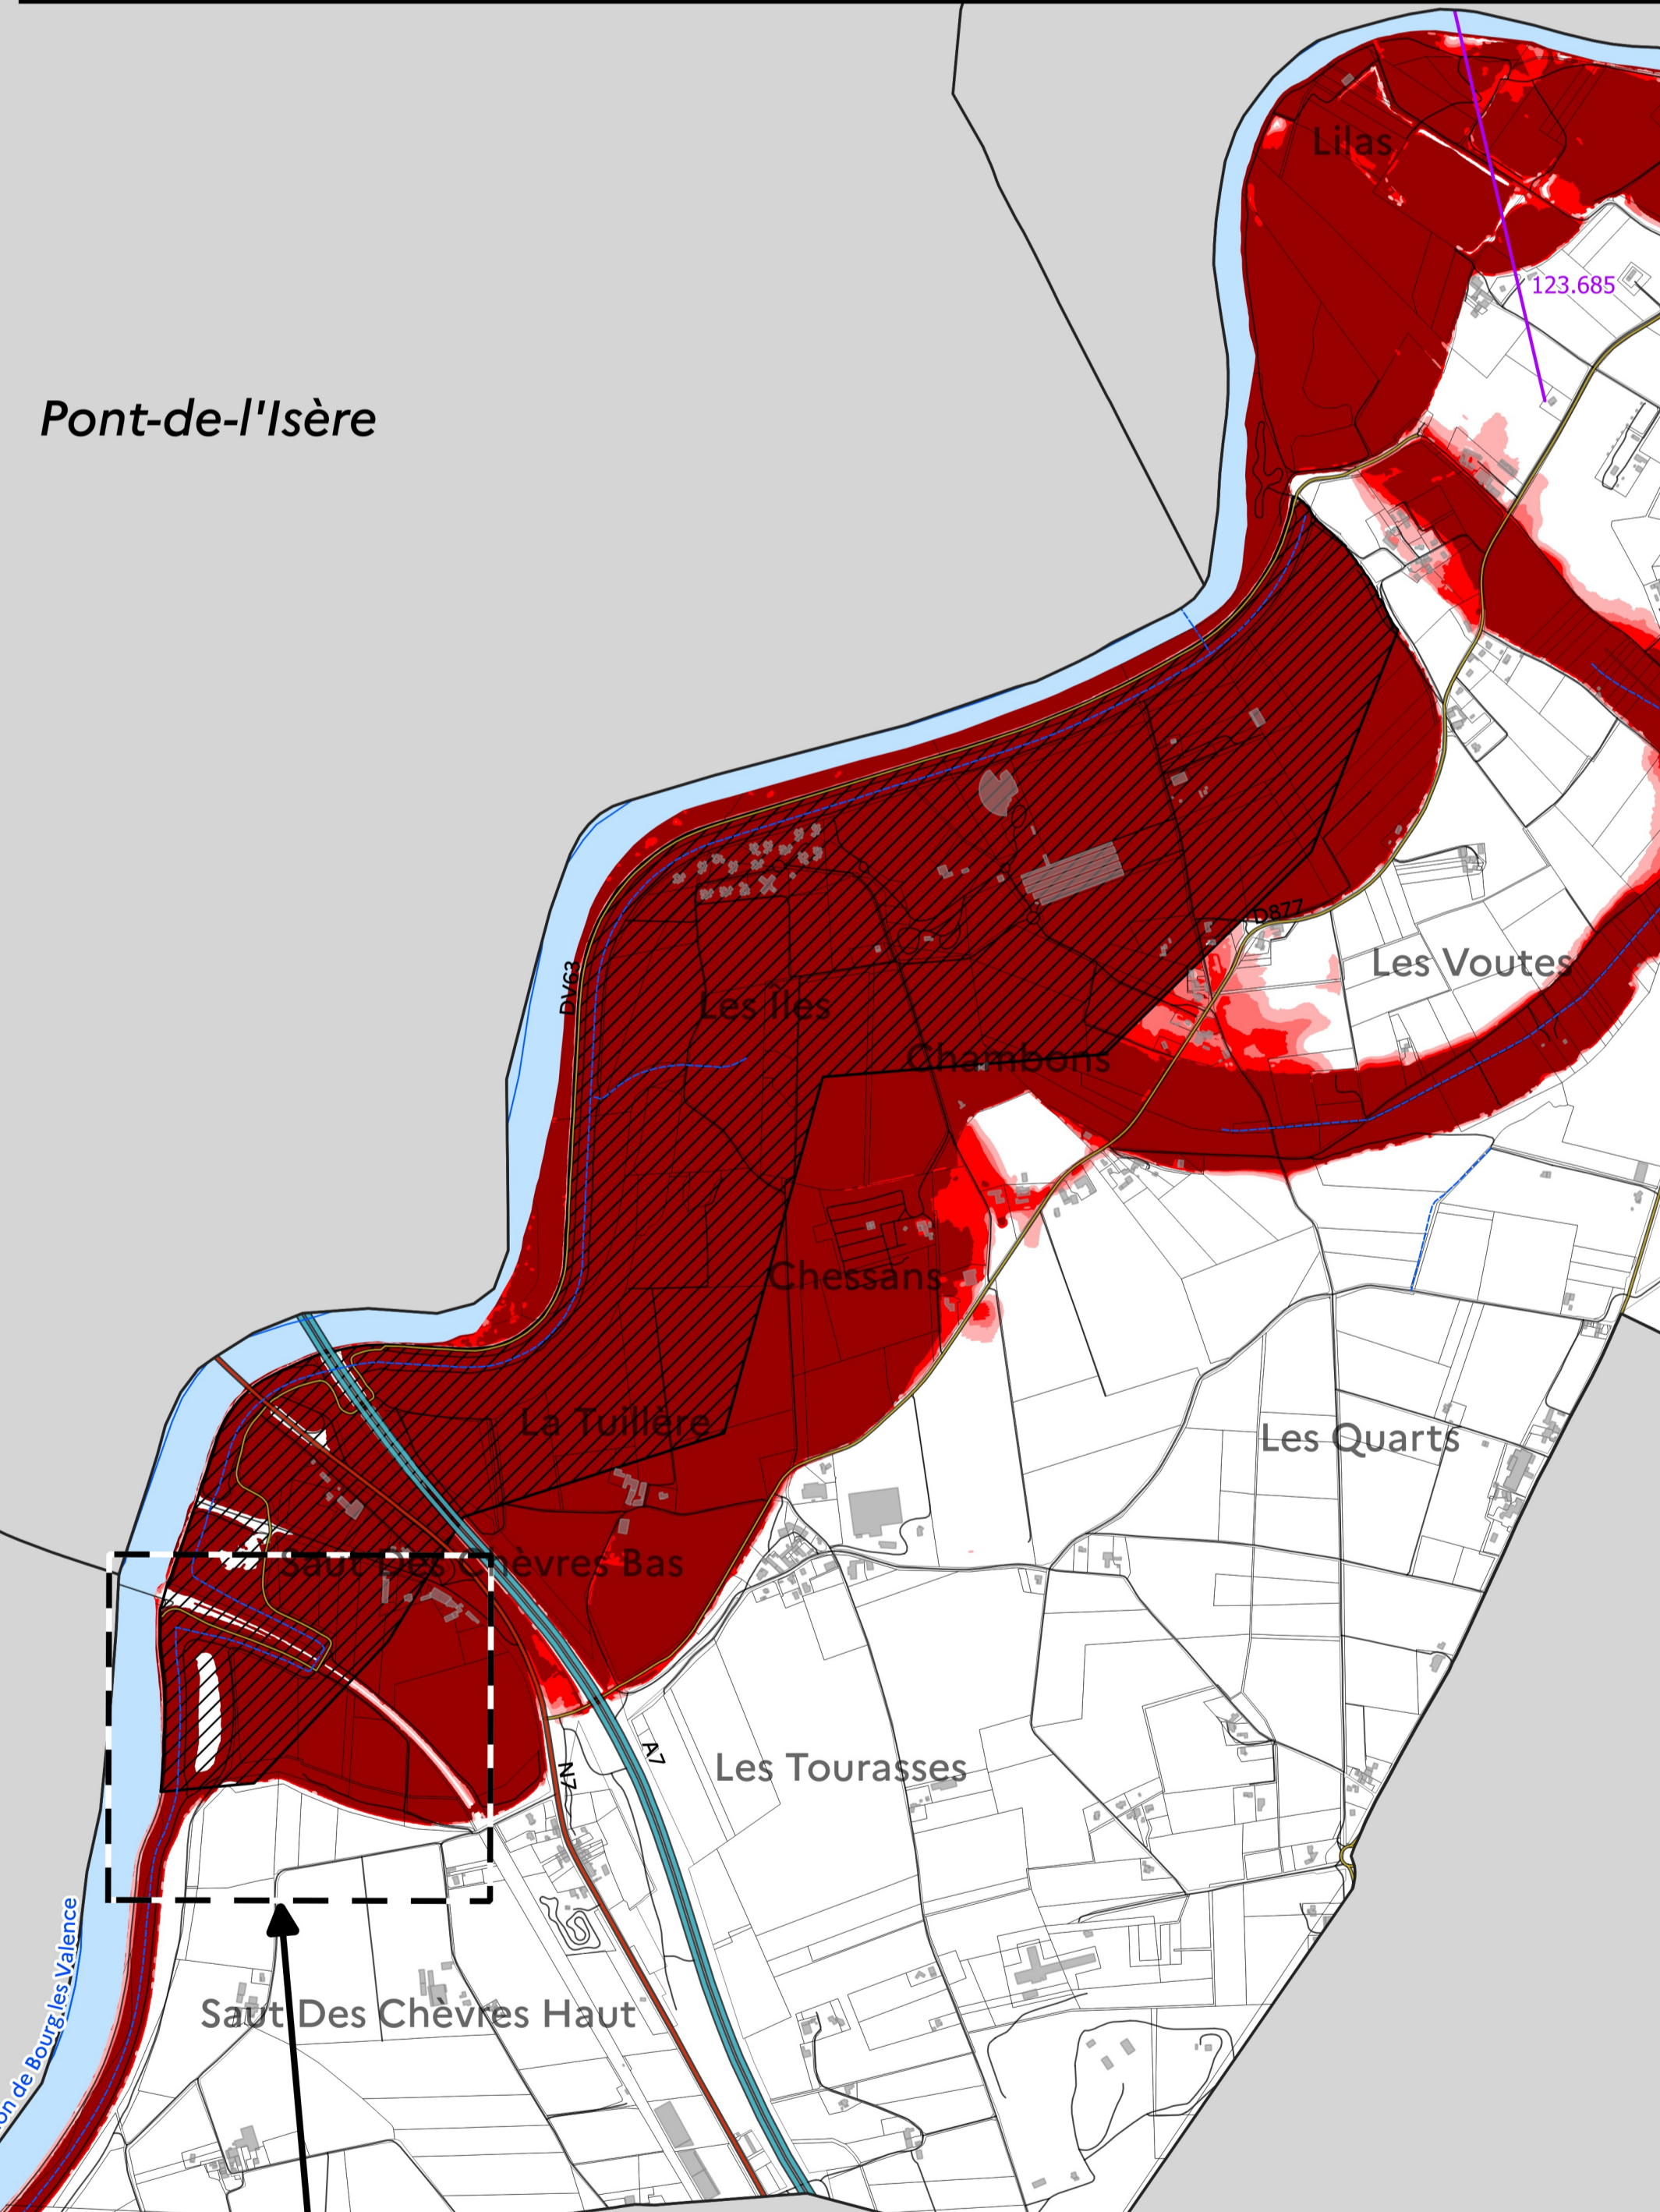 Lilas
123.685
Pont-de-l'Isère
D877
Les Voutes
DV63
Les Îles
Chambons
Chessans
La Tuillère
Les Quarts
Saut Des Chèvres Bas
A7
N7
Les Tourasses
Saut Des Chèvres Haut
de Bourg les Valence